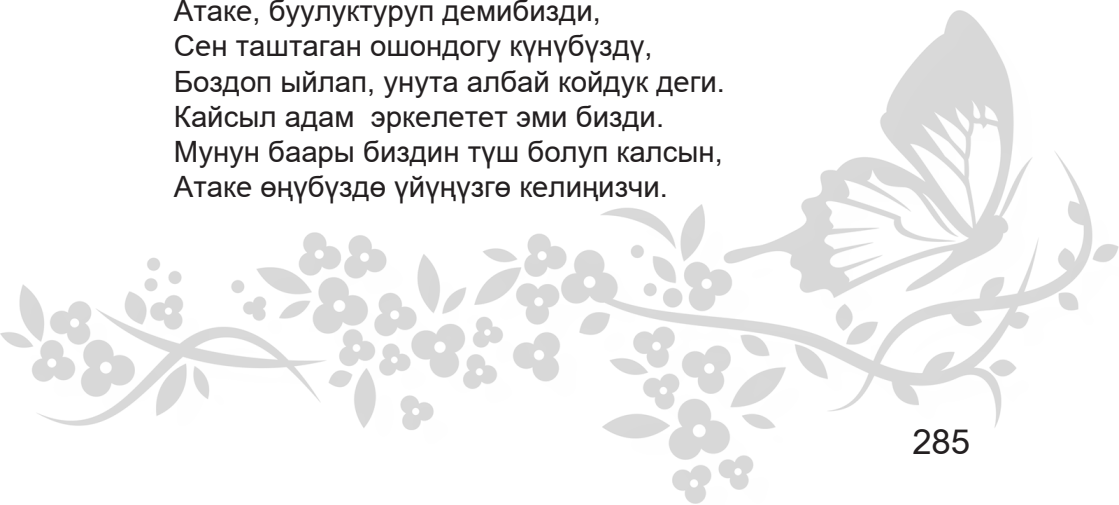 Атаке, буулуктуруп демибизди,
Сен таштаган ошондогу күнүбүздү,
Боздоп ыйлап, унута албай койдук деги.
Кайсыл адам эркелетет эми бизди.
Мунун баары биздин түш болуп калсын,
Атаке өңүбүздө үйүңүзгө келиңизчи.
285